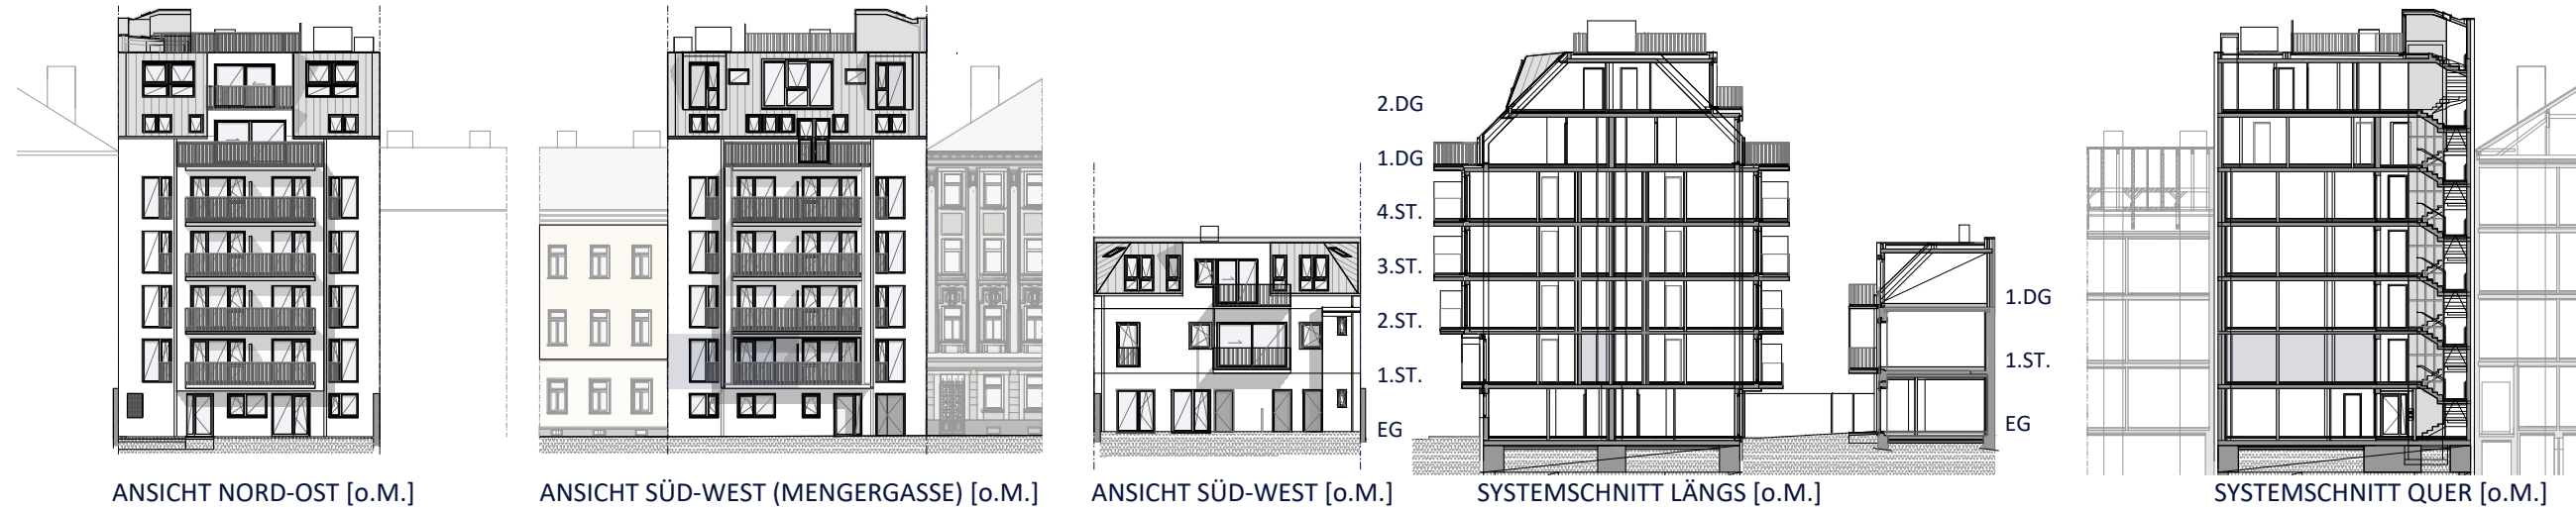 2.DG
1.DG
4.ST.
3.ST.
2.ST.
1.ST.
EG
1.DG
1.ST.
EG
ANSICHT NORD-OST [o.M.]
ANSICHT SÜD-WEST (MENGERGASSE) [o.M.]
ANSICHT SÜD-WEST [o.M.]
SYSTEMSCHNITT LÄNGS [o.M.]
SYSTEMSCHNITT QUER [o.M.]